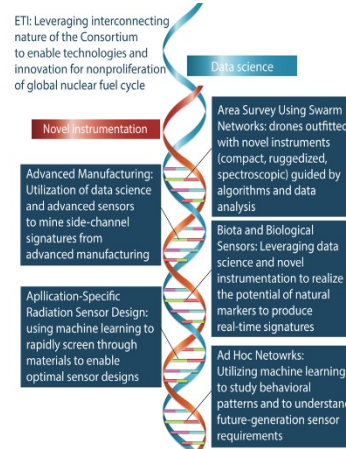 ETI: Leveraging interconnecting
nature of the Consortium
to enable technologies and
innovation for nonproliferation
of global nuclear fuel cycle
Data science
Novel instrumentation
Area Survey Using Swarm
Networks: drones outfitted
with novel instruments
(compact, ruggedized,
spectroscopic) guided by
algorithms and data
analysis
Advanced Manufacturing:
Utilization of data science
and advanced sensors
to mine side-channel
signatures from
advanced manufacturing
Biota and Biological
Sensors: Leveraging data
science and novel
instrumentation to realize
the potential of natural
markers to produce
real-time signatures
Apllication-Specific
Radiation Sensor Design:
using machine learning to
rapidly screen through
materials to enable
optimal sensor designs
Ad Hoc Netowrks:
Utilizing machine learning
to study behavioral
patterns and to understand
future-generation sensor
requirements